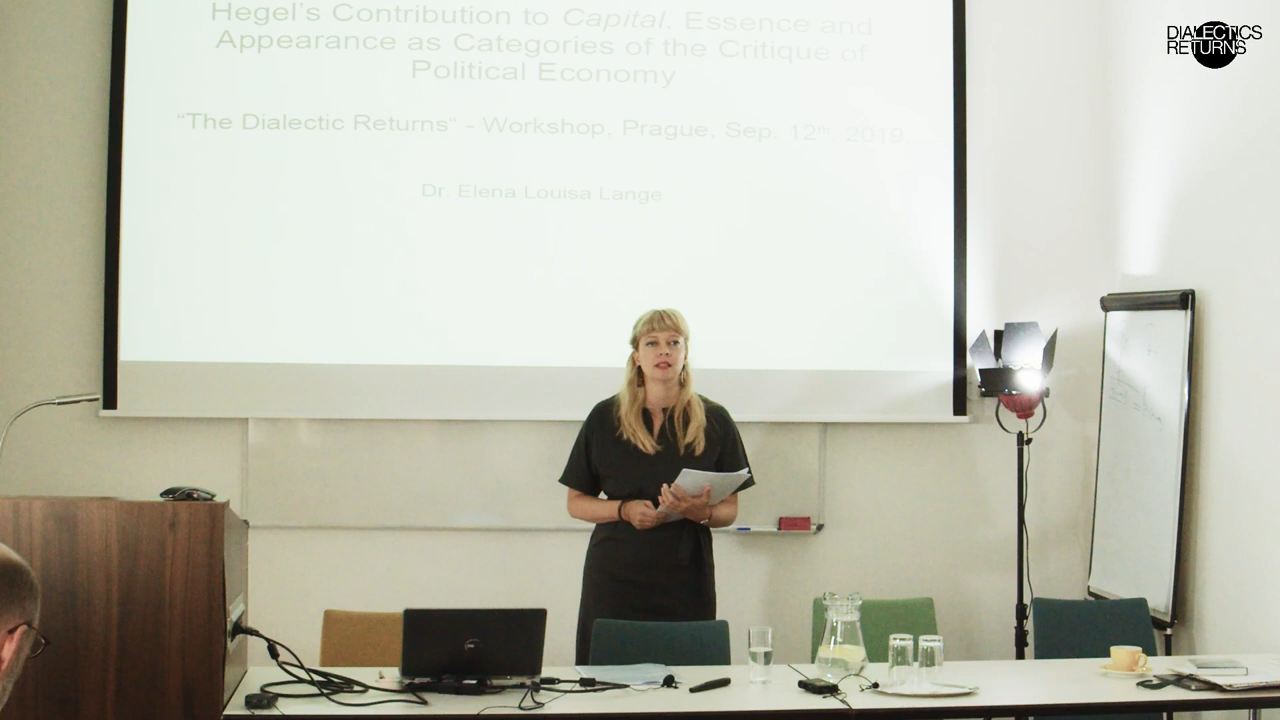 Hegel's Contribution to Capital. Essence and
Appearance as Categories of the Critique of
Political Economy
“The Dialectic Returns“ - Workshop, Prague, Sep. 12th, 2019
Dr. Elena Louisa Lange
DIALECTICS
RETURNS